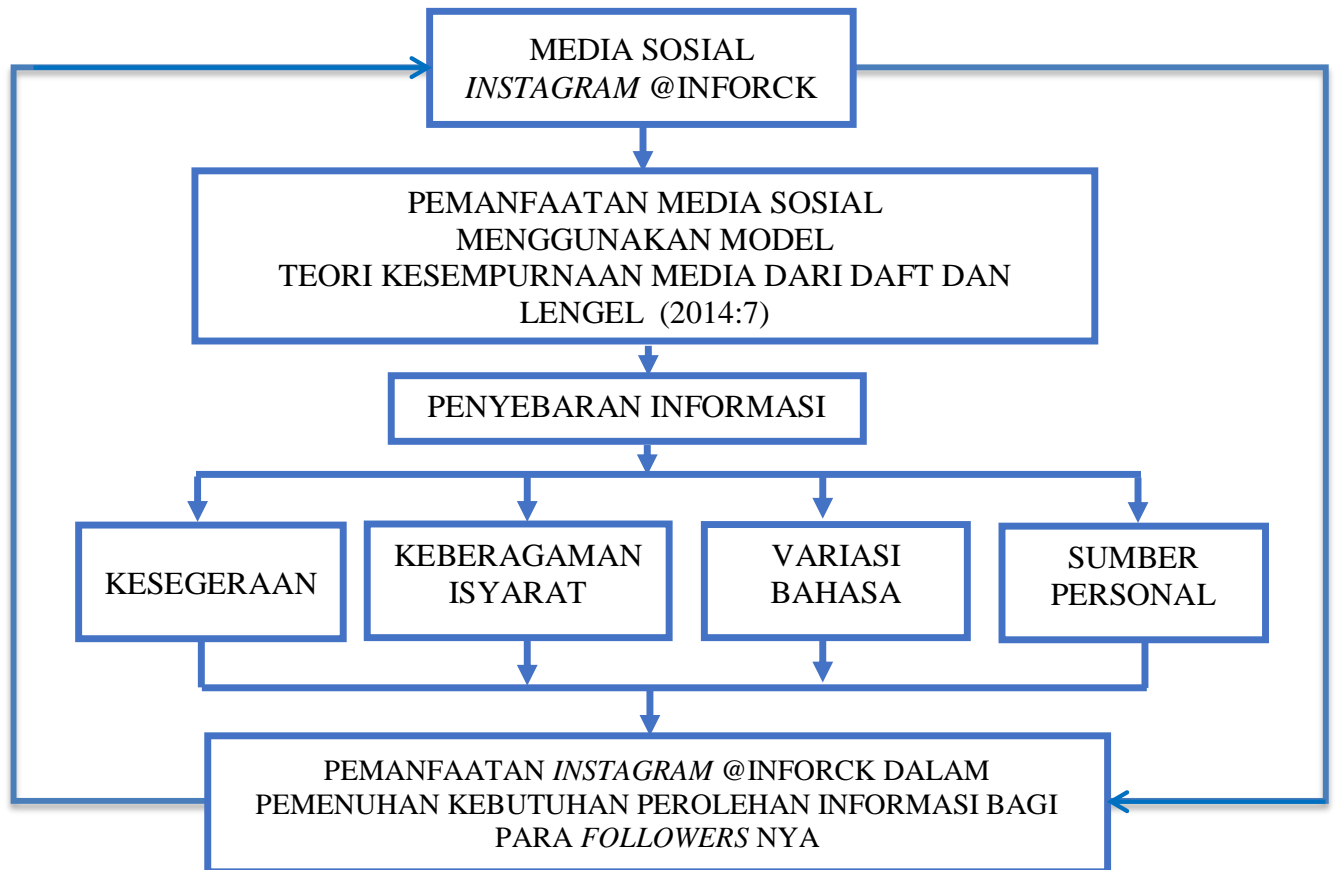 MEDIA SOSIAL
INSTAGRAM @INFORCK
PEMANFAATAN MEDIA SOSIAL
MENGGUNAKAN MODEL
TEORI KESEMPURNAAN MEDIA DARI DAFT DAN
LENGEL (2014:7)
PENYEBARAN INFORMASI
KESEGERAAN
KEBERAGAMAN
ISYARAT
VARIASI
BAHASA
SUMBER
PERSONAL
PEMANFAATAN INSTAGRAM @INFORCK DALAM
PEMENUHAN KEBUTUHAN PEROLEHAN INFORMASI BAGI
PARA FOLLOWERS NYA